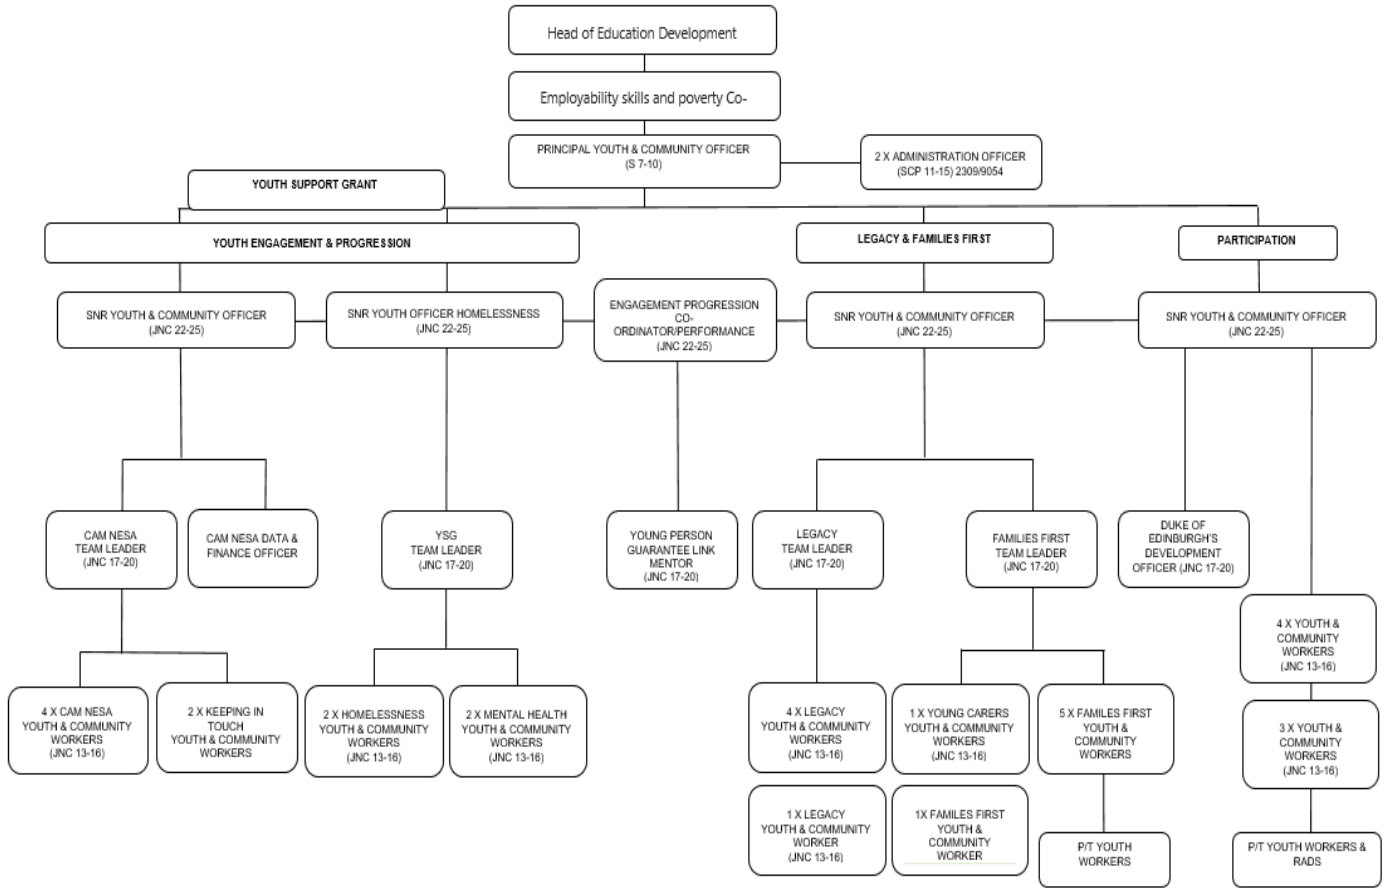 Head of Education Development
Employability skills and poverty Co-
PRINCIPAL YOUTH & COMMUNITY OFFICER
(S 7-10)
2 X ADMINISTRATION OFFICER
(SCP 11-15) 2309/9054
YOUTH SUPPORT GRANT
YOUTH ENGAGEMENT & PROGRESSION
LEGACY & FAMILIES FIRST
PARTICIPATION
SNR YOUTH & COMMUNITY OFFICER
(JNC 22-25)
SNR YOUTH OFFICER HOMELESSNESS
(JNC 22-25)
ENGAGEMENT PROGRESSION
CO-
ORDINATOR/PERFORMANCE
(JNC 22-25)
SNR YOUTH & COMMUNITY OFFICER
(JNC 22-25)
SNR YOUTH & COMMUNITY OFFICER
(JNC 22-25)
CAM NESA
TEAM LEADER
(JNC 17-20)
CAM NESA DATA &
FINANCE OFFICER
YSG
TEAM LEADER
(JNC 17-20)
YOUNG PERSON
GUARANTEE LINK
MENTOR
(JNC 17-20)
LEGACY
TEAM LEADER
(JNC 17-20)
FAMILIES FIRST
TEAM LEADER
(JNC 17-20)
DUKE OF
EDINBURGH'S
DEVELOPMENT
OFFICER (JNC 17-20)
4 X YOUTH &
COMMUNITY
WORKERS
(JNC 13-16)
4 X CAM NESA
YOUTH & COMMUNITY
WORKERS
(JNC 13-16)
2 X KEEPING IN
TOUCH
YOUTH & COMMUNITY
WORKERS
2 X HOMELESSNESS
YOUTH & COMMUNITY
WORKERS
(JNC 13-16)
2 X MENTAL HEALTH
YOUTH & COMMUNITY
WORKERS
(JNC 13-16)
4 X LEGACY
YOUTH & COMMUNITY
WORKERS
(JNC 13-16)
1 X YOUNG CARERS
YOUTH & COMMUNITY
WORKERS
(JNC 13-16)
5 X FAMILES FIRST
YOUTH &
COMMUNITY
WORKERS
3 X YOUTH &
COMMUNITY
WORKERS
(JNC 13-16)
1 X LEGACY
YOUTH & COMMUNITY
WORKER
(JNC 13-16)
1X FAMILES FIRST
YOUTH &
COMMUNITY
WORKER
P/T YOUTH
WORKERS
P/T YOUTH WORKERS &
RADS